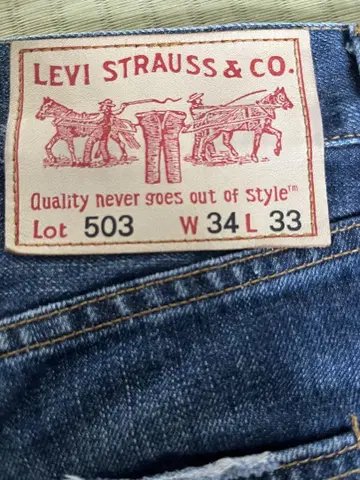 LEVI STRAUSS & CO.
Quality never goes out of style™
Lot 503 W 34 L 33